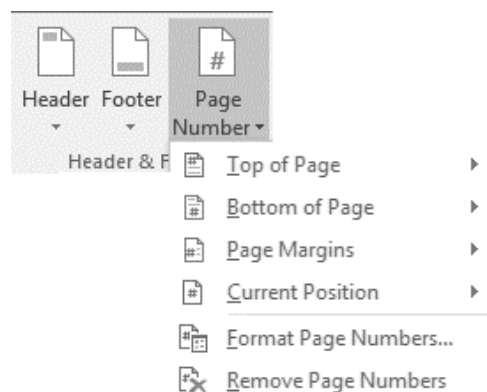 Header Footer Page
Number
Header & F
Top of Page
Bottom of Page
Page Margins
Current Position
Format Page Numbers...
Remove Page Numbers